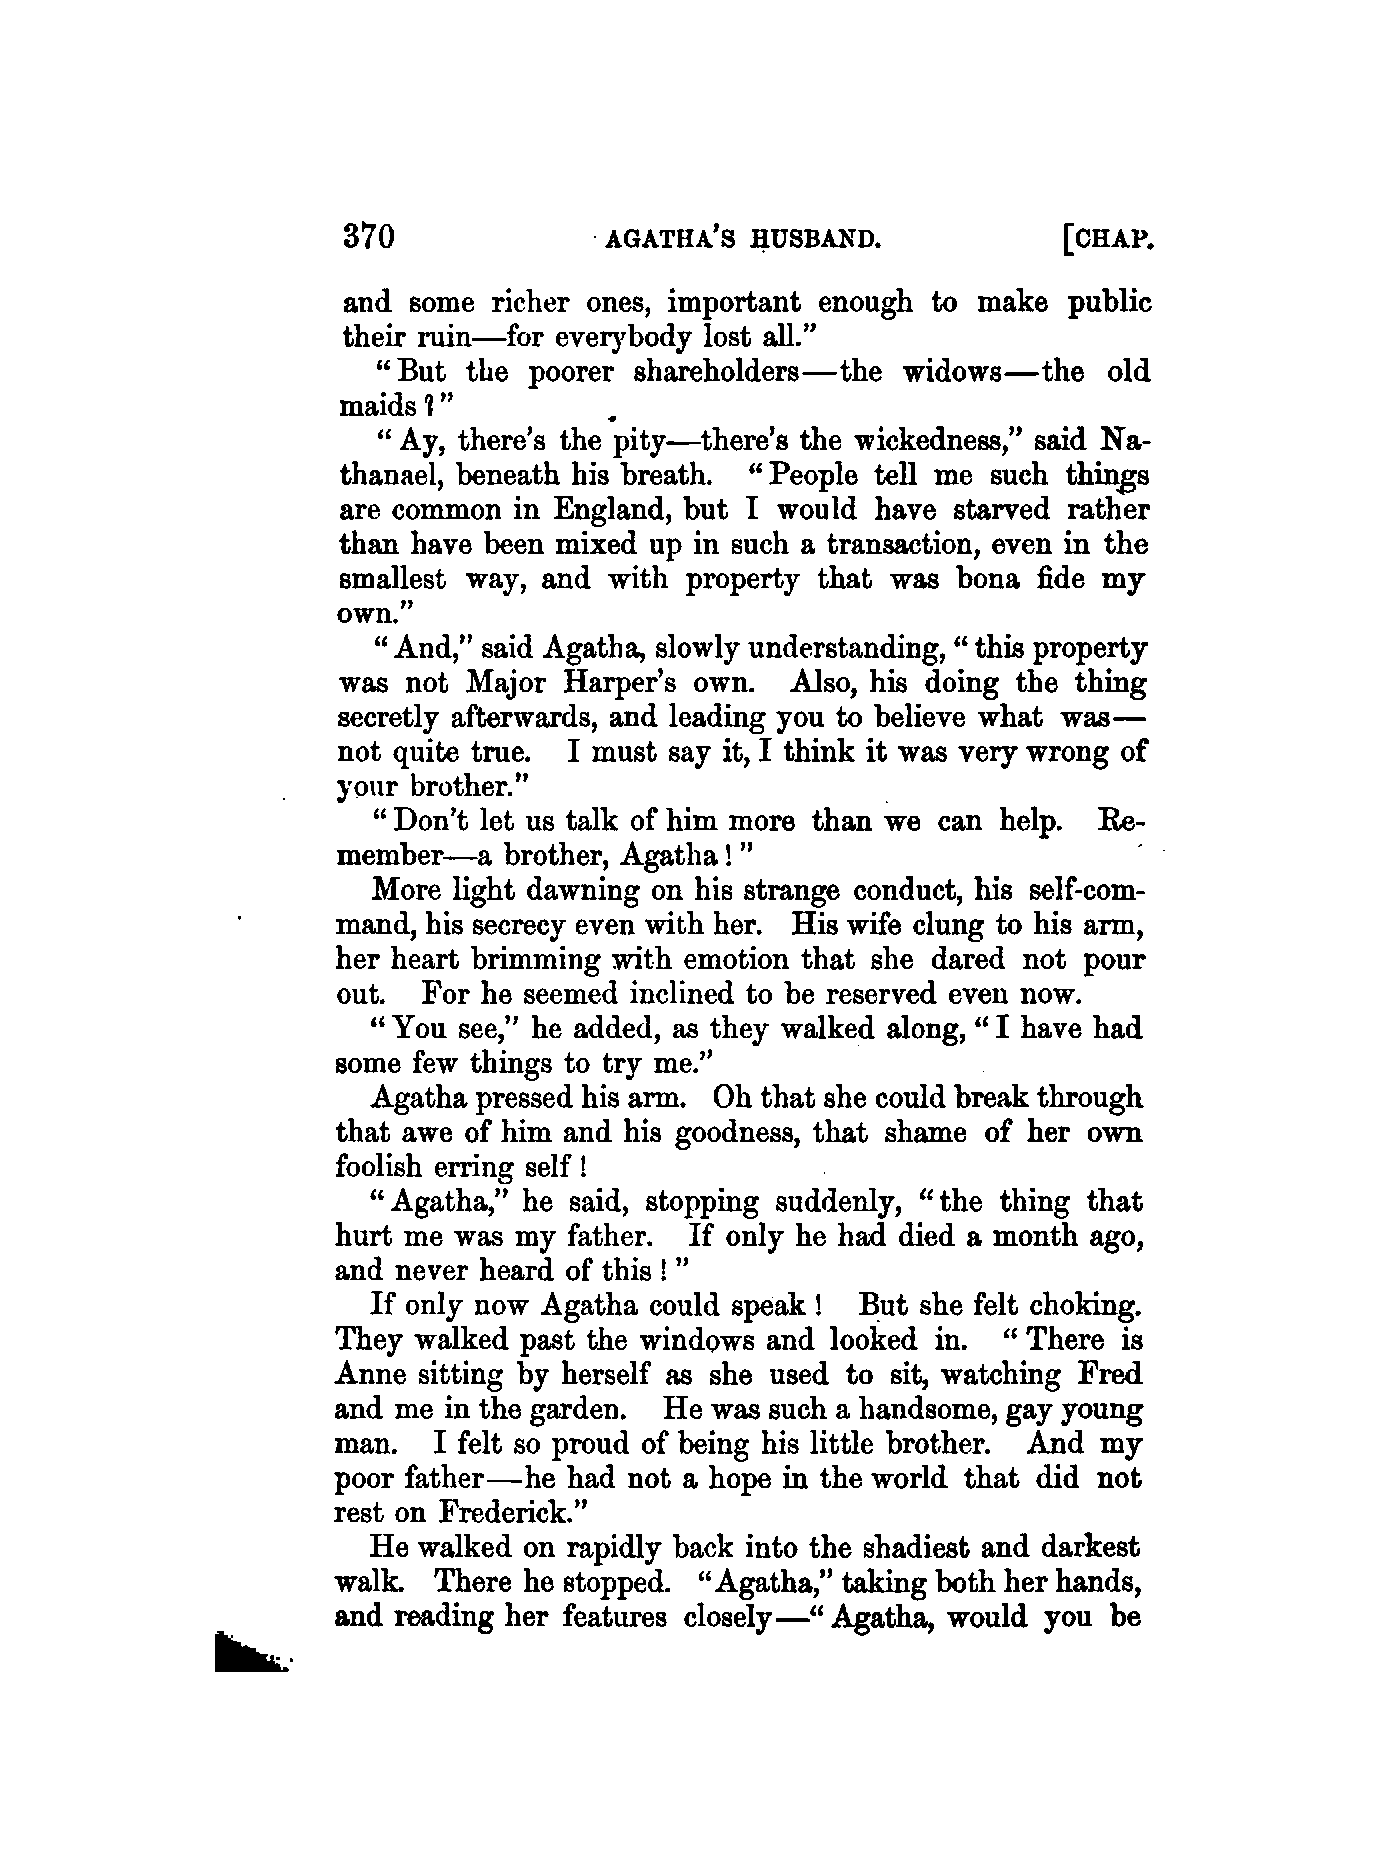 370 AGATHA'S HUSBAND. [CHAP.
and some richer ones, important enough to make public
their ruin—for everybody lost all."
"But the poorer shareholders—the widows—the old
maids?"
"Ay, there's the pity—there's the wickedness," said Na-
thanael, beneath his breath. "People tell me such things
are common in England, but I would have starved rather
than have been mixed up in such a transaction, even in the
smallest way, and with property that was bona fide my
own."
"And," said Agatha, slowly understanding, "this property
was not Major Harper's own. Also, his doing the thing
secretly afterwards, and leading you to believe what was—
not quite true. I must say it, I think it was very wrong of
your brother."
"Don't let us talk of him more than we can help. Re-
member—a brother, Agatha!"
More light dawning on his strange conduct, his self-com-
mand, his secrecy even with her. His wife clung to his arm,
her heart brimming with emotion that she dared not pour
out. For he seemed inclined to be reserved even now.
"You see," he added, as they walked along, "I have had
some few things to try me."
Agatha pressed his arm. Oh that she could break through
that awe of him and his goodness, that shame of her own
foolish erring self!
"Agatha," he said, stopping suddenly, "the thing that
hurt me was my father. If only he had died a month ago,
and never heard of this!"
If only now Agatha could speak! But she felt choking.
They walked past the windows and looked in. "There is
Anne sitting by herself as she used to sit, watching Fred
and me in the garden. He was such a handsome, gay young
man. I felt so proud of being his little brother. And my
poor father—he had not a hope in the world that did not
rest on Frederick."
He walked on rapidly back into the shadiest and darkest
walk. There he stopped. "Agatha," taking both her hands,
and reading her features closely—"Agatha, would you be